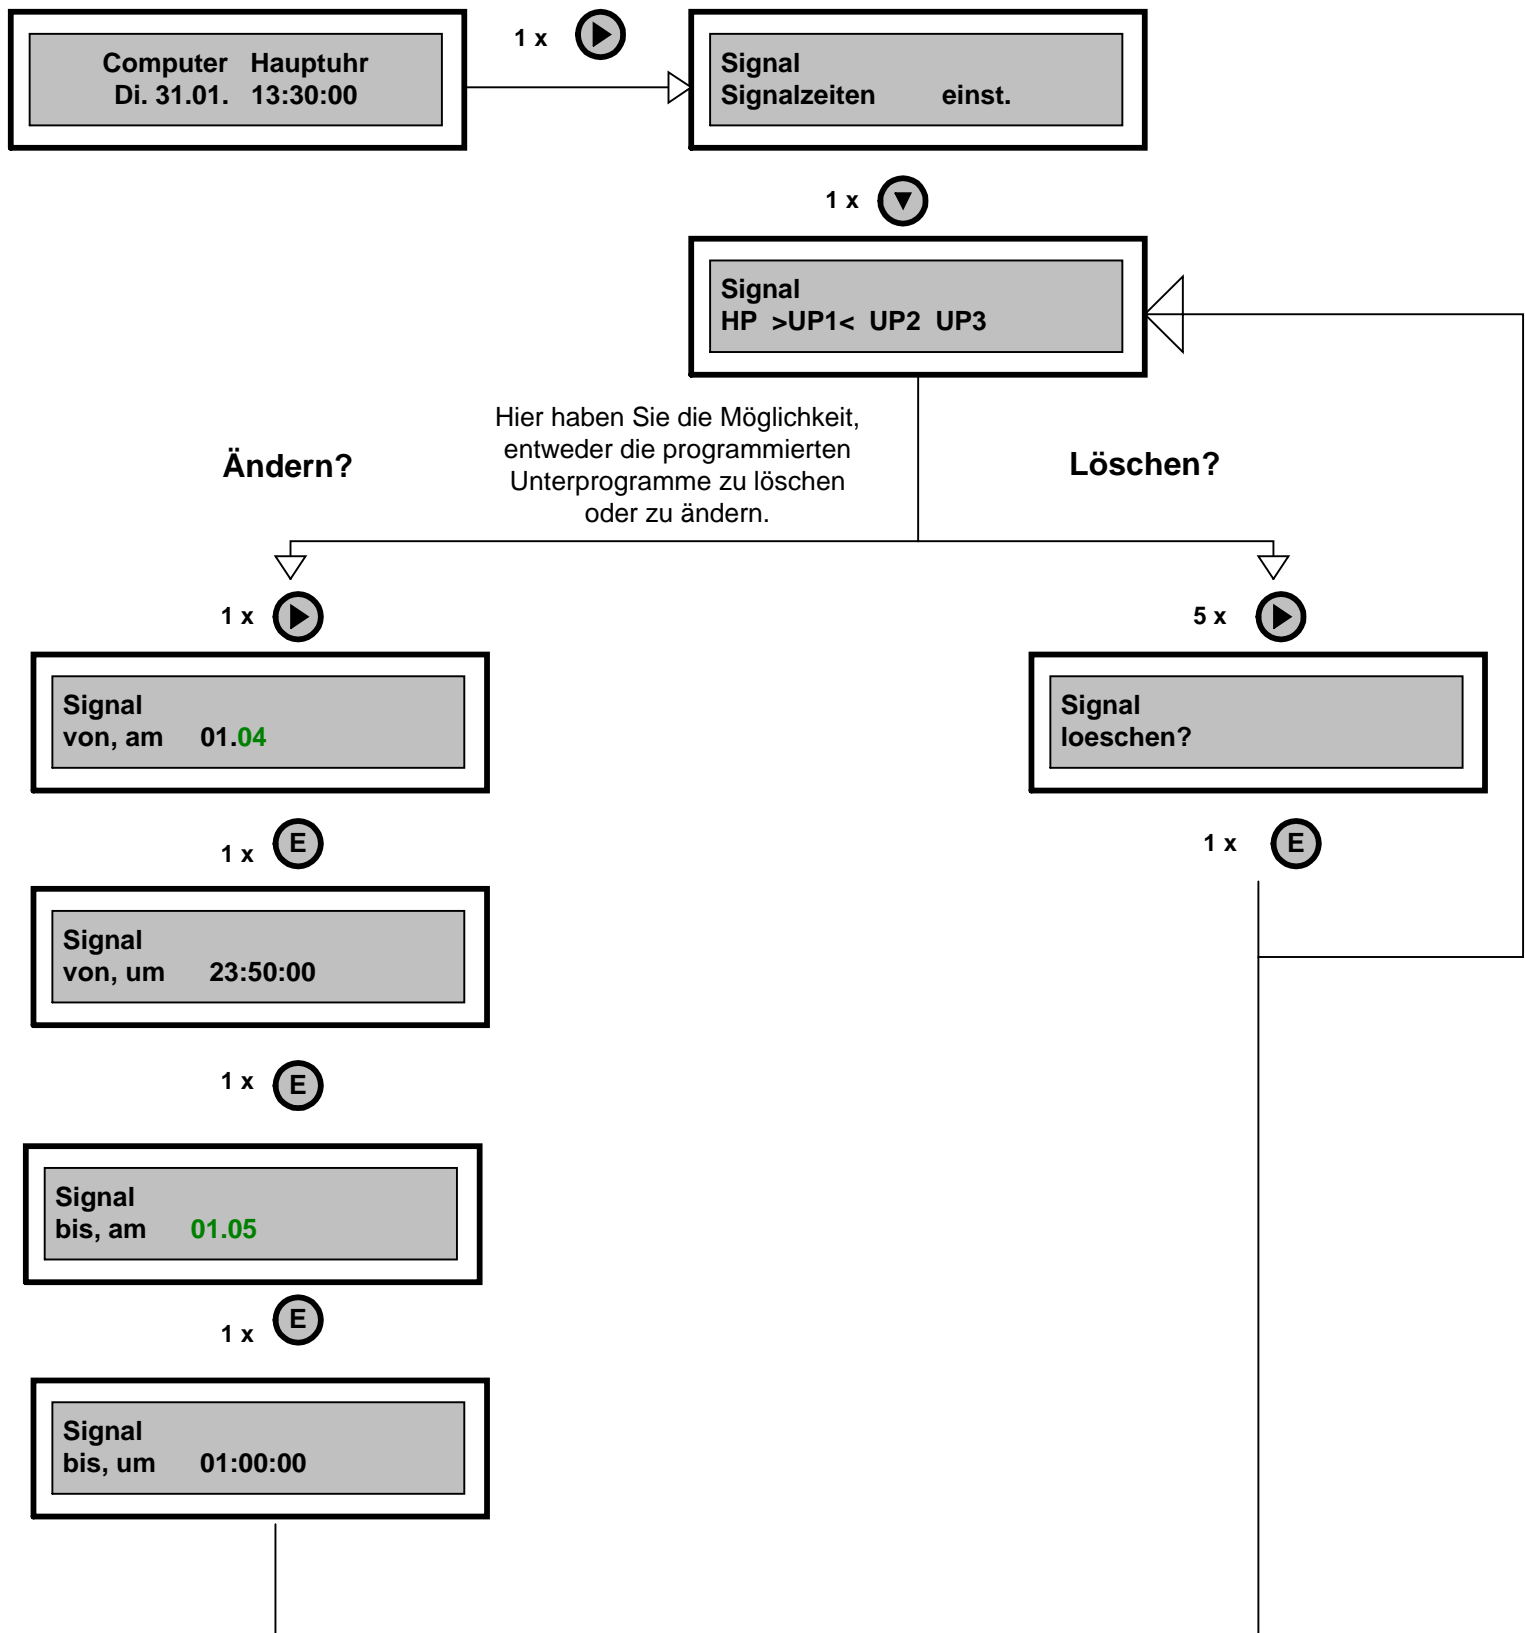 Computer Hauptuhr
Di. 31.01. 13:30:00
1 x
Signal
Signalzeiten einst.
1 x
Signal
HP >UP1< UP2 UP3
Hier haben Sie die Möglichkeit,
entweder die programmierten
Unterprogramme zu löschen
oder zu ändern.
Ändern?
Löschen?
1 x
Signal
von, am 01.04
1 x E
Signal
von, um 23:50:00
1 x E
Signal
bis, am 01.05
1 x E
Signal
bis, um 01:00:00
5 x
Signal
loeschen?
1 x E